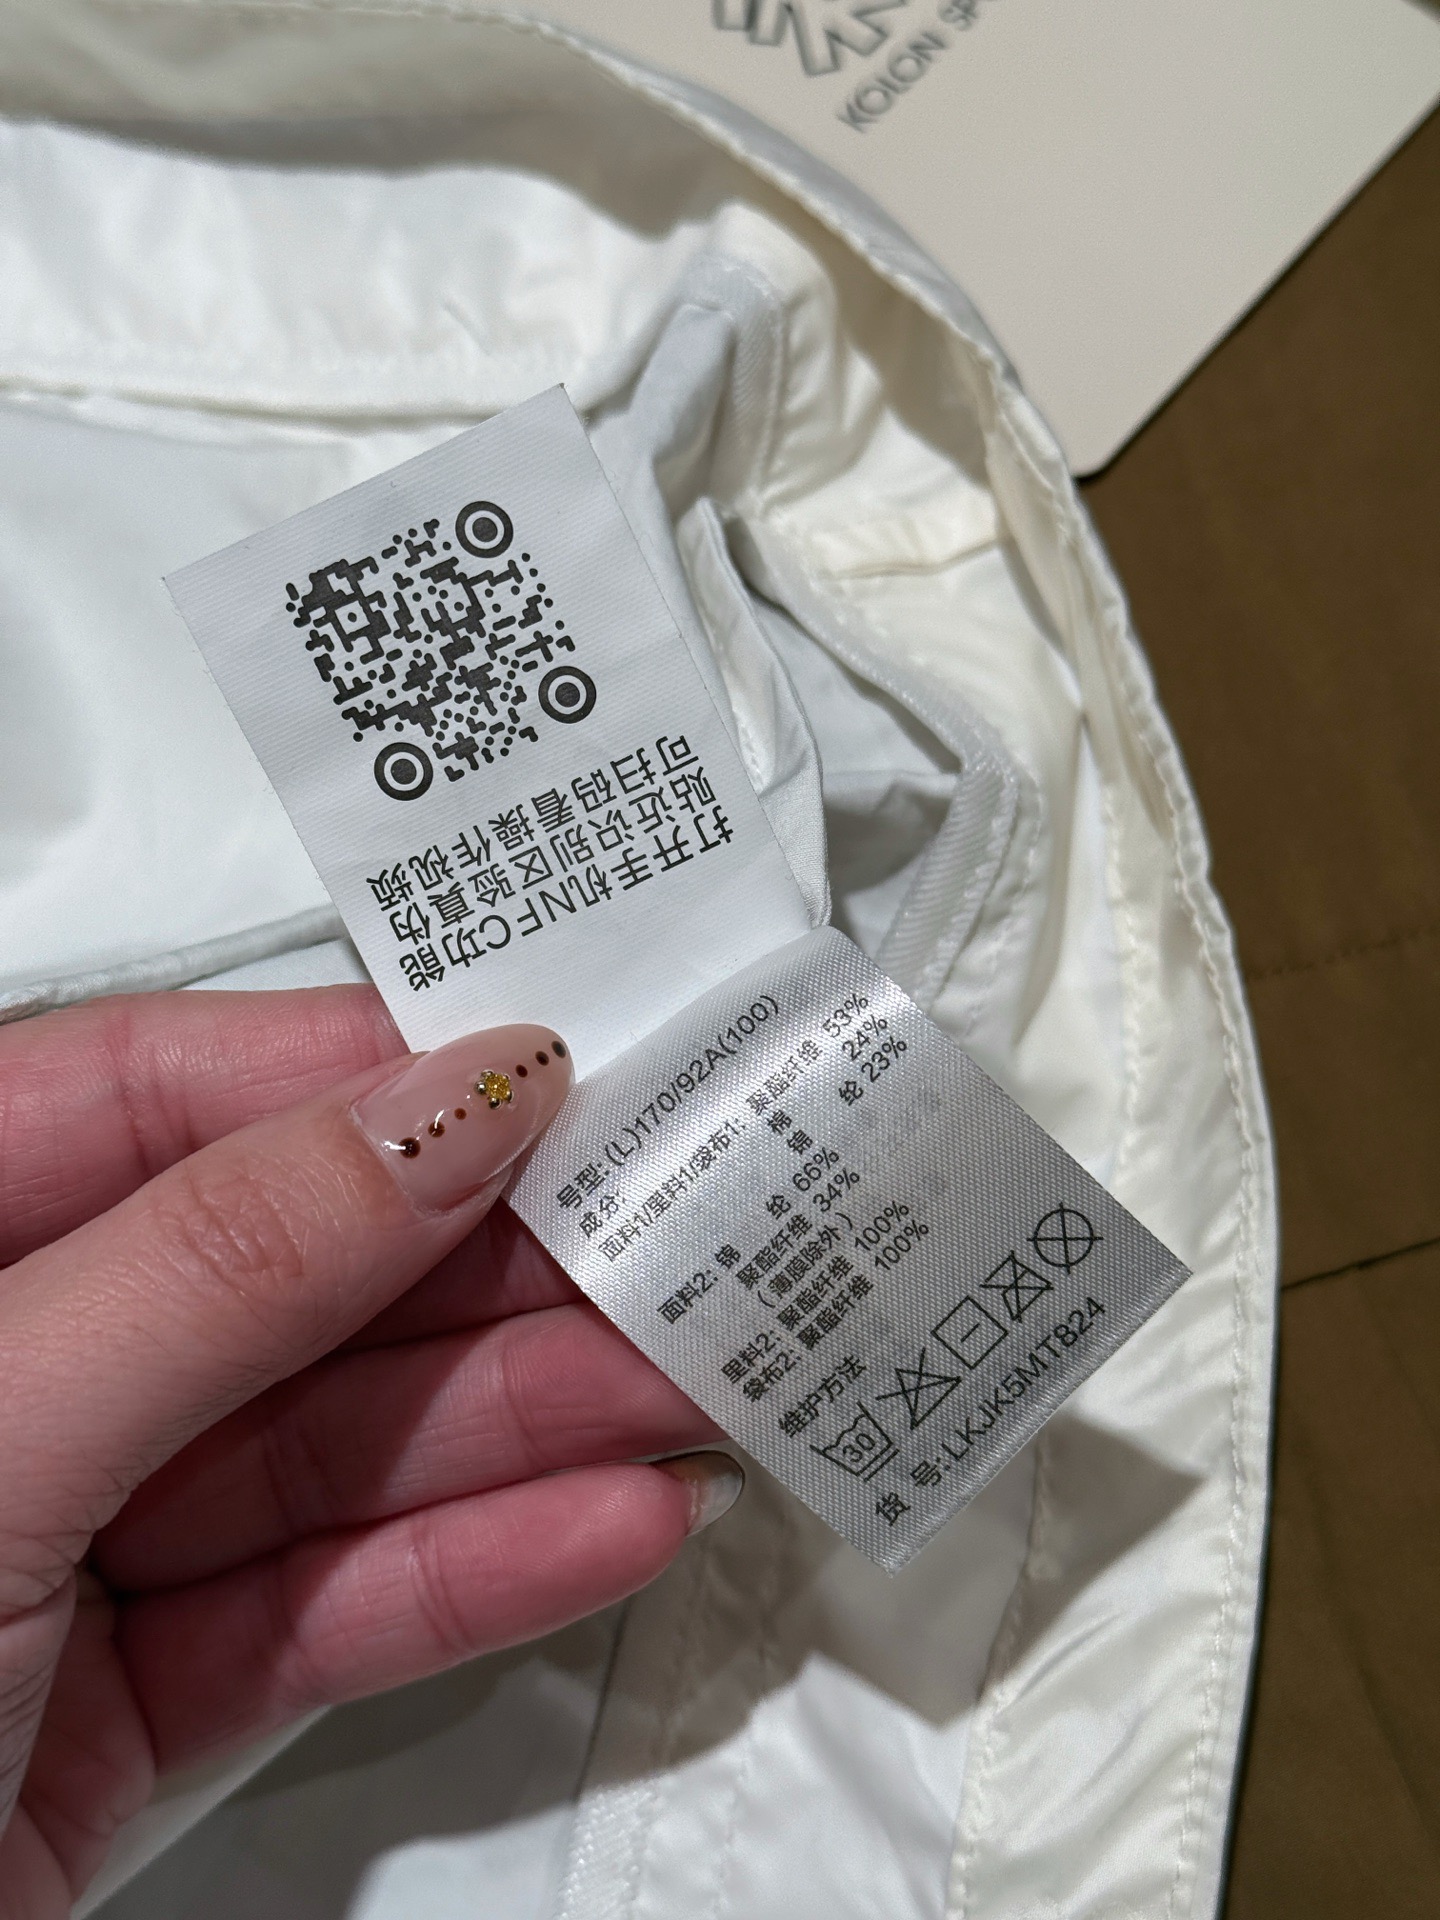 KOLON SPO
打开手机NFC功能
贴近识别区验真伪
可扫码看操作视频
号型: (L)170/92A(100)
成分:
面料1/里料1/袋布1: 聚酯纤维 53%
棉 24%
锦 纶 23%
面料2: 锦 纶 66%
聚酯纤维 34%
(薄膜除外)
里料2: 聚酯纤维 100%
袋布2: 聚酯纤维 100%
维护方法
30
货 号: LKJK5MT824